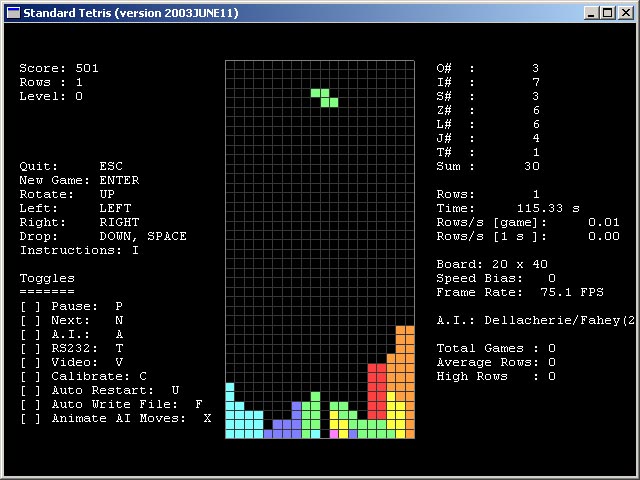 Standard Tetris (version 2003JUNE11)
Score: 501
Rows : 1
Level: 0
Quit: ESC
New Game: ENTER
Rotate: UP
Left: LEFT
Right: RIGHT
Drop: DOWN, SPACE
Instructions: I
Toggles
=======
[ ] Pause: P
[ ] Next: N
[ ] A.I.: A
[ ] RS232: T
[ ] Video: V
[ ] Calibrate: C
[ ] Auto Restart: U
[ ] Auto Write File: F
[ ] Animate AI Moves: X
O# : 3
I# : 7
S# : 3
Z# : 6
L# : 6
J# : 4
T# : 1
Sum : 30
Rows: 1
Time: 115.33 s
Rows/s [game]: 0.01
Rows/s [1 s ]: 0.00
Board: 20 x 40
Speed Bias: 0
Frame Rate: 75.1 FPS
A.I.: Dellacherie/Fahey(2
Total Games : 0
Average Rows: 0
High Rows : 0